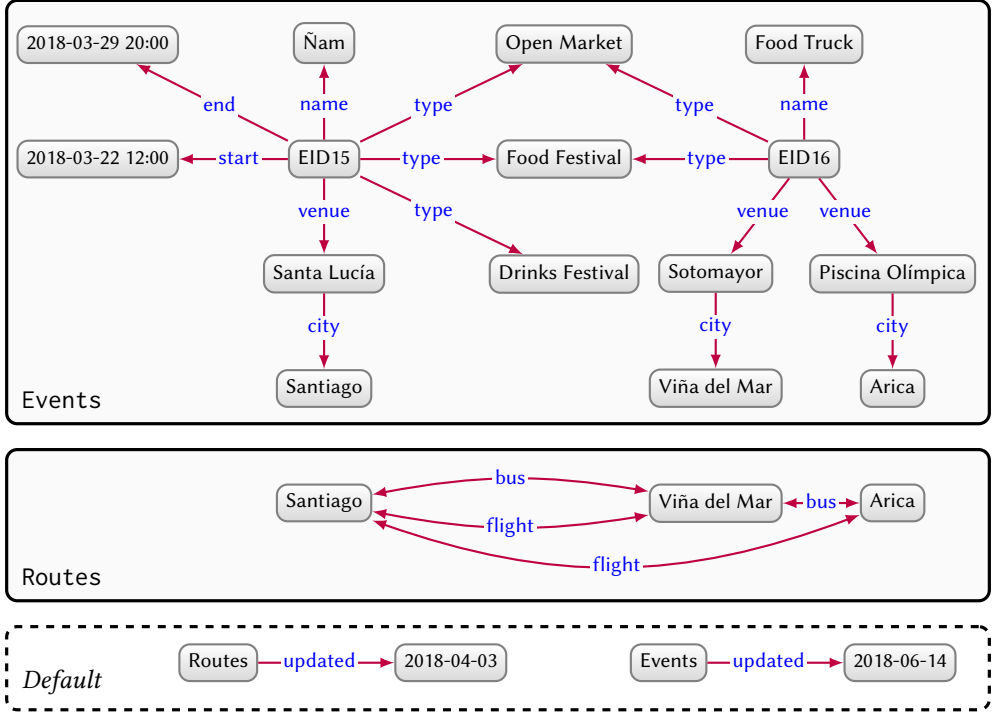 2018-03-29 20:00 Ñam Open Market Food Truck
end name type type name
2018-03-22 12:00 start EID15 type Food Festival type EID16
venue type venue venue
Santa Lucía Drinks Festival Sotomayor Piscina Olímpica
city city city
Santiago Viña del Mar Arica
Events
bus
Santiago Viña del Mar bus Arica
flight
flight
Routes
Routes updated 2018-04-03 Events updated 2018-06-14
Default